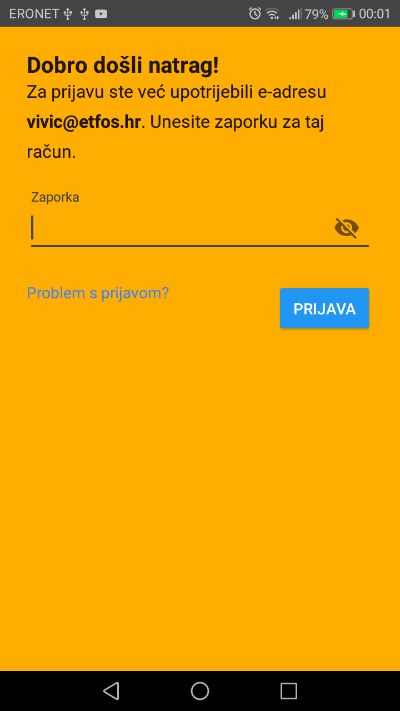 ERONET 79% 00:01
Dobro došli natrag!
Za prijavu ste već upotrijebili e-adresu
vivic@etfos.hr. Unesite zaporku za taj
račun.
Zaporka
Problem s prijavom?
PRIJAVA